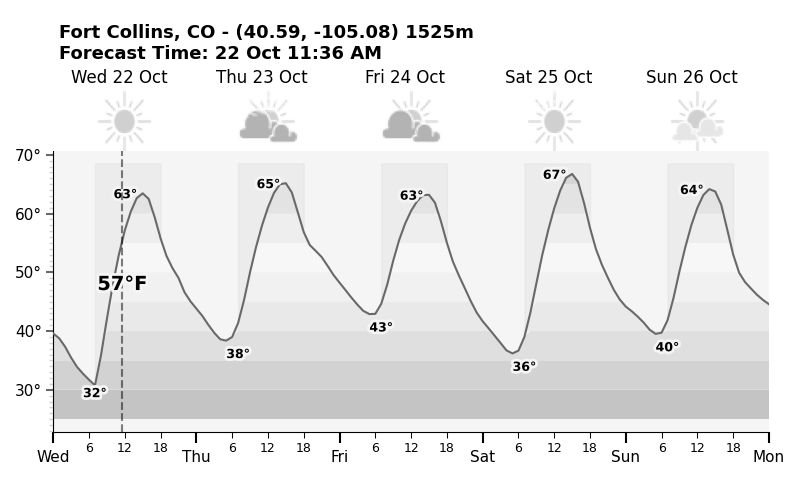 Fort Collins, CO - (40.59, -105.08) 1525m
Forecast Time: 22 Oct 11:36 AM
Wed 22 Oct Thu 23 Oct Fri 24 Oct Sat 25 Oct Sun 26 Oct
70°
63° 65° 63° 67° 64°
60°
50°
57°F
40°
43°
38° 36° 40°
30°
32°
6 12 18 6 12 18 6 12 18 6 12 18 6 12 18
Wed Thu Fri Sat Sun Mon